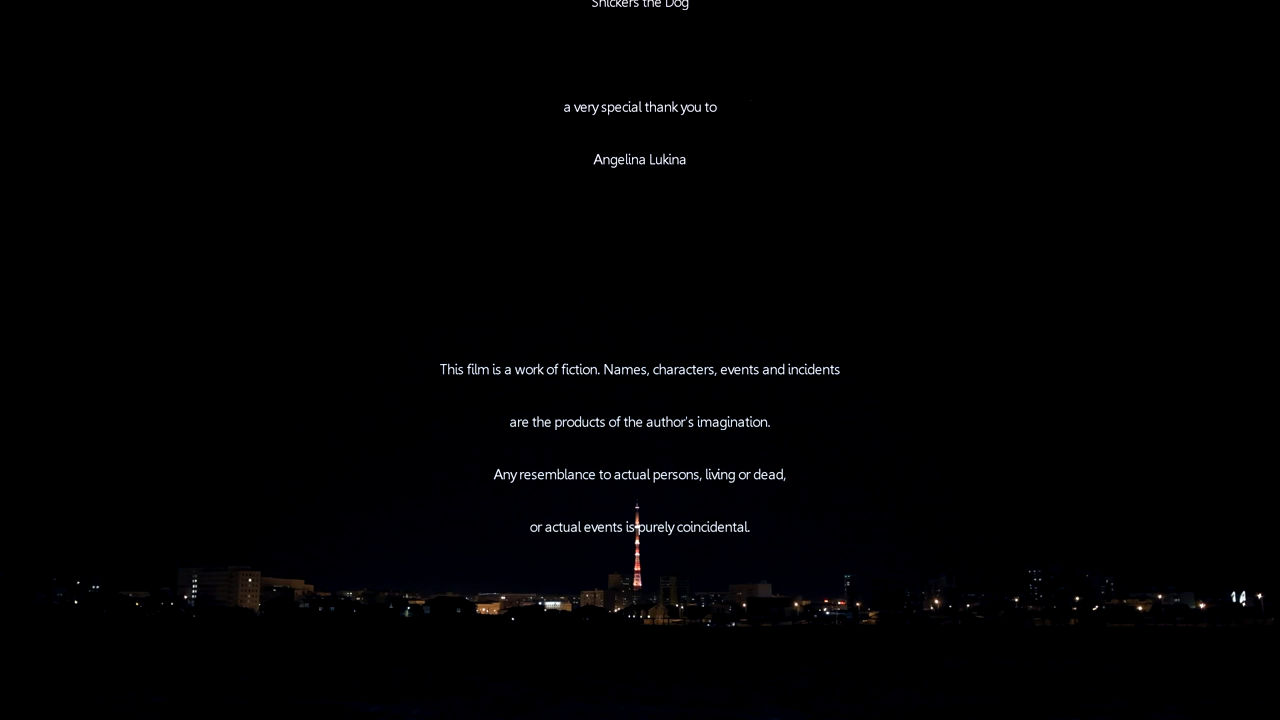 Snickers the Dog
a very special thank you to
Angelina Lukina
This film is a work of fiction. Names, characters, events and incidents
are the products of the author's imagination.
Any resemblance to actual persons, living or dead,
or actual events is purely coincidental.